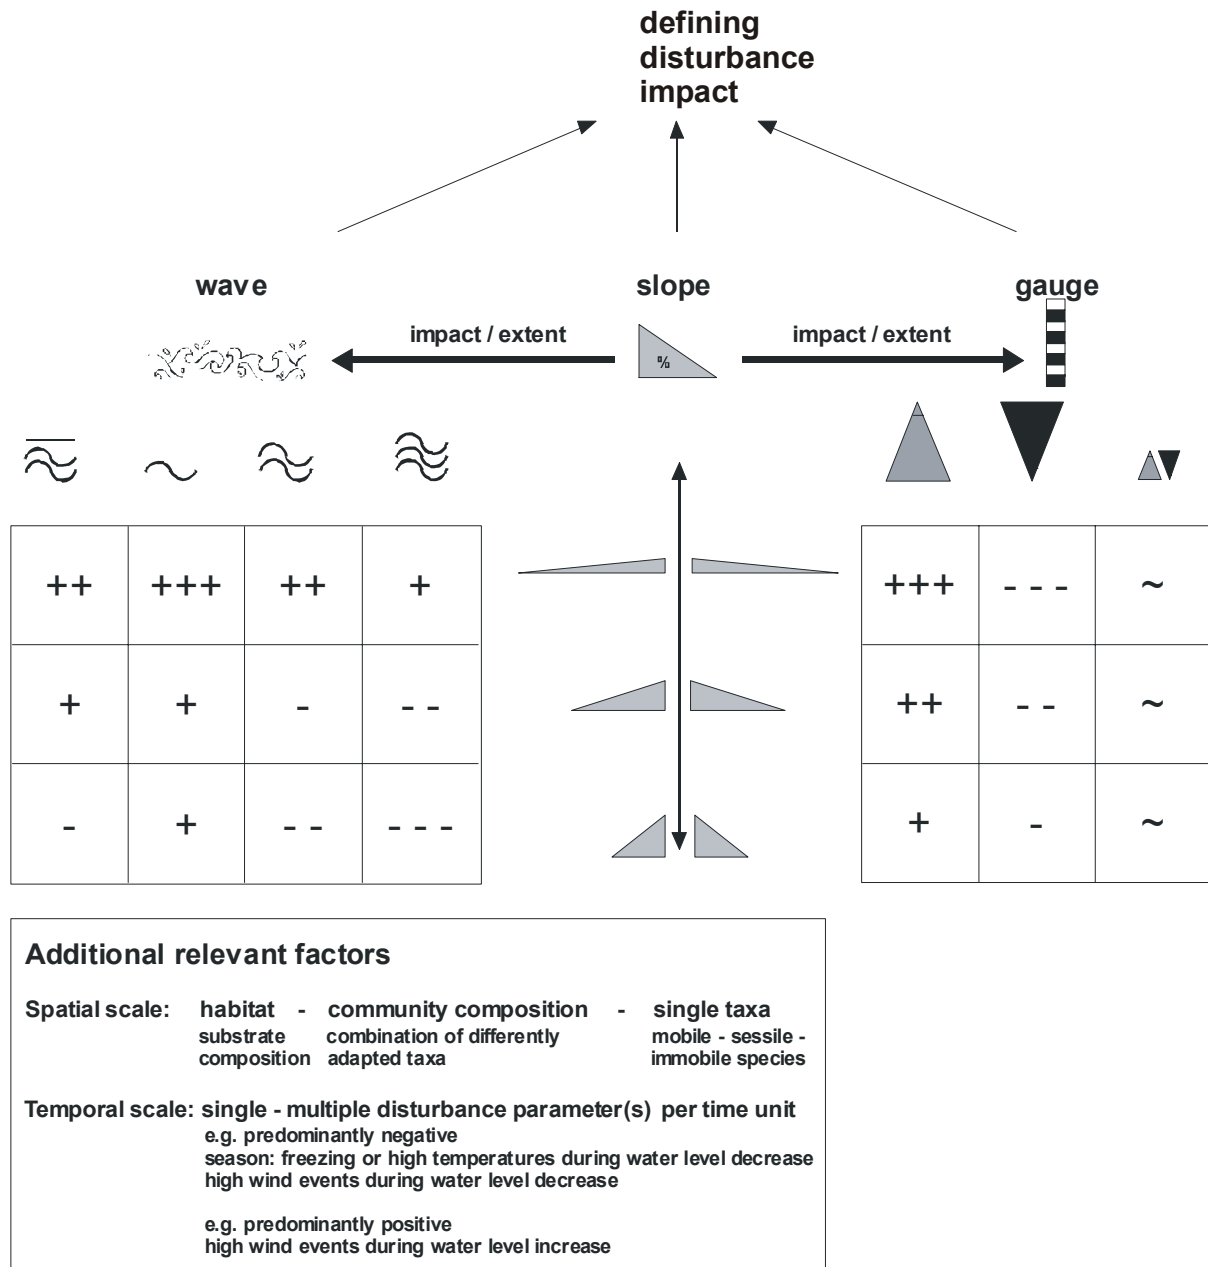 defining
disturbance
impact
wave
slope
gauge
impact / extent
impact / extent
%
++ +++ ++ +
+++ - - - ~
+ + - - -
++ - - ~
- + - - - - -
+ - ~
Additional relevant factors
Spatial scale: habitat - community composition - single taxa
substrate combination of differently mobile - sessile -
composition adapted taxa immobile species
Temporal scale: single - multiple disturbance parameter(s) per time unit
e.g. predominantly negative
season: freezing or high temperatures during water level decrease
high wind events during water level decrease
e.g. predominantly positive
high wind events during water level increase